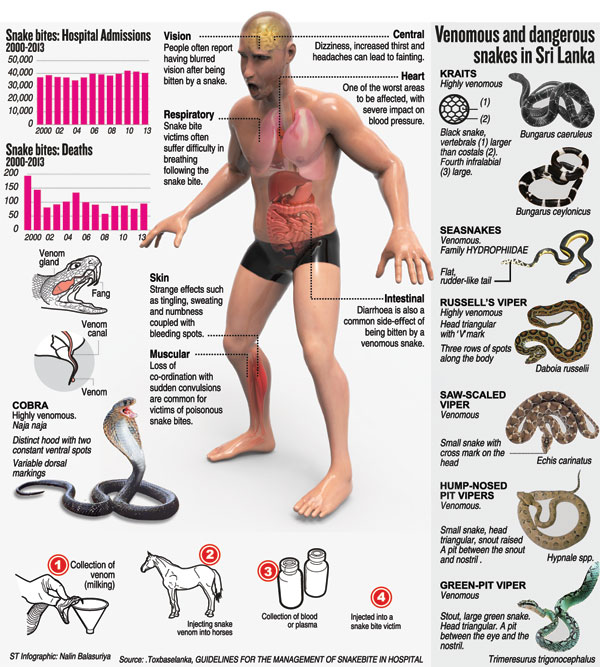 Snake bites: Hospital Admissions
2000-2013
50,000
40,000
30,000
20,000
10,000
0
2000 02 04 06 08 10 13
Snake bites: Deaths
2000-2013
200
150
100
50
0
2000 02 04 06 08 10 13
Venom
gland
Fang
Venom
canal
Venom
COBRA
Highly venomous.
Naja naja
Distinct hood with two
constant ventral spots
Variable dorsal
markings
Vision
People often report
having blurred
vision after being
bitten by a snake.
Respiratory
Snake bite
victims often
suffer difficulty in
breathing
following the
snake bite.
Skin
Strange effects such
as tingling, sweating
and numbness
coupled with
bleeding spots.
Muscular
Loss of
co-ordination with
sudden convulsions
are common for
victims of poisonous
snake bites.
Central
Dizziness, increased thirst and
headaches can lead to fainting.
Heart
One of the worst areas
to be affected, with
severe impact on
blood pressure.
Intestinal
Diarrhoea is also a
common side-effect of
being bitten by a
venomous snake.
Venomous and dangerous
snakes in Sri Lanka
KRAITS
Highly venomous
(1)
(2)
Black snake,
vertebrals (1) larger
than costals (2).
Fourth infralabial
(3) large.
Bungarus caeruleus
Bungarus ceylonicus
SEASNAKES
Venomous.
Family HYDROPHIIDAE
Flat,
rudder-like tail
RUSSELL'S VIPER
Highly venomous
Head triangular
with 'V' mark
Three rows of spots
along the body
Daboia russelii
SAW-SCALED
VIPER
Venomous
Small snake with
cross mark on the
head
Echis carinatus
HUMP-NOSED
PIT VIPERS
Venomous.
Small snake, head
triangular, snout raised
A pit between the snout
and nostril .
Hypnale spp.
GREEN-PIT VIPER
Venomous
Stout, large green snake.
Head triangular. A pit
between the eye and the
nostril.
Trimeresurus trigonocephalus
1
Collection of
venom
(milking)
2
Injecting snake
venom into horses
3
Collection of blood
or plasma
4
Injected into a
snake bite victim
ST Infographic: Nalin Balasuriya
Source: .Toxbaselanka, GUIDELINES FOR THE MANAGEMENT OF SNAKEBITE IN HOSPITAL